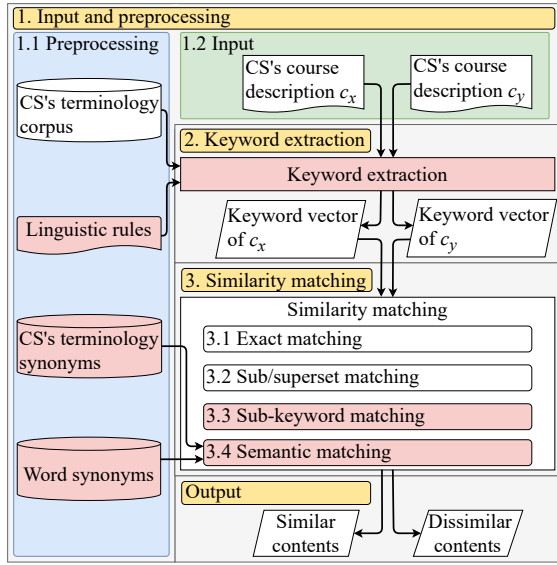 1. Input and preprocessing
1.1 Preprocessing
CS's terminology
corpus
Linguistic rules
CS's terminology
synonyms
Word synonyms
1.2 Input
CS's course
description c_x
CS's course
description c_y
2. Keyword extraction
Keyword extraction
Keyword vector
of c_x
Keyword vector
of c_y
3. Similarity matching
Similarity matching
3.1 Exact matching
3.2 Sub/superset matching
3.3 Sub-keyword matching
3.4 Semantic matching
Output
Similar
contents
Dissimilar
contents